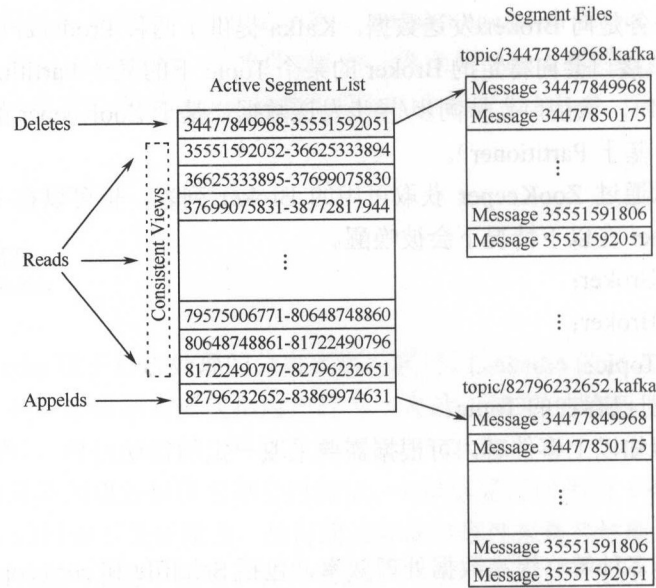 Segment Files
topic/34477849968.kafka
Active Segment List
Message 34477849968
Message 34477850175
⋮
Message 35551591806
Message 35551592051
Deletes
34477849968-35551592051
35551592052-36625333894
36625333895-37699075830
37699075831-38772817944
Reads
Consistent Views
⋮
79575006771-80648748860
80648748861-81722490796
81722490797-82796232651
Appelds
82796232652-83869974631
⋮
topic/82796232652.kafka
Message 34477849968
Message 34477850175
⋮
Message 35551591806
Message 35551592051